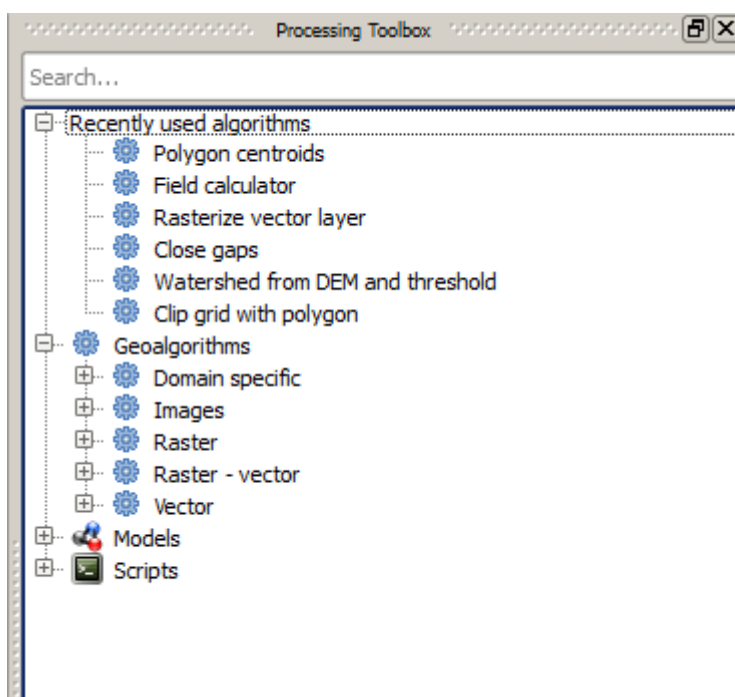 Processing Toolbox
Search...
Recently used algorithms
Polygon centroids
Field calculator
Rasterize vector layer
Close gaps
Watershed from DEM and threshold
Clip grid with polygon
Geoalgorithms
Domain specific
Images
Raster
Raster - vector
Vector
Models
Scripts